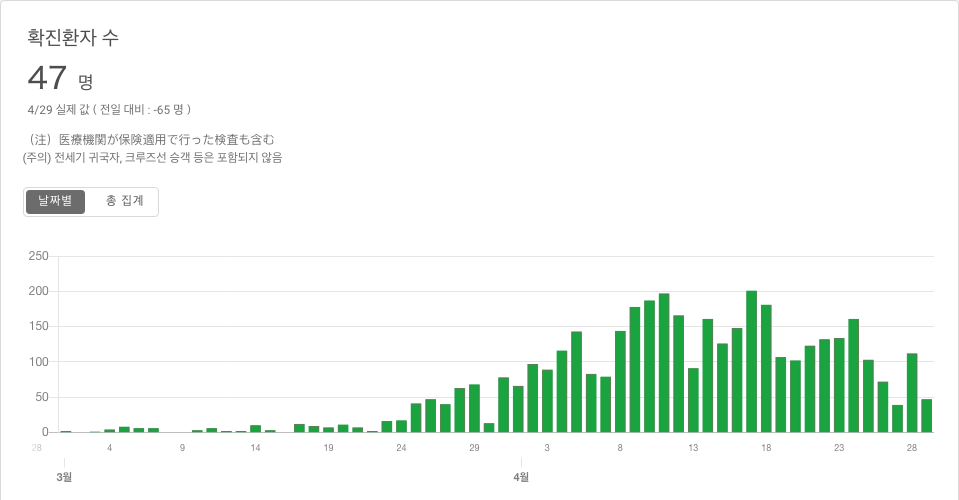 확진환자 수
47 명
4/29 실제 값 ( 전일 대비 : -65 명 )
（注）医療機関が保険適用で行った検査も含む
(주의) 전세기 귀국자, 크루즈선 승객 등은 포함되지 않음
날짜별 총 집계
250
200
150
100
50
0
28 4 9 14 19 24 29 3 8 13 18 23 28
3월 4월